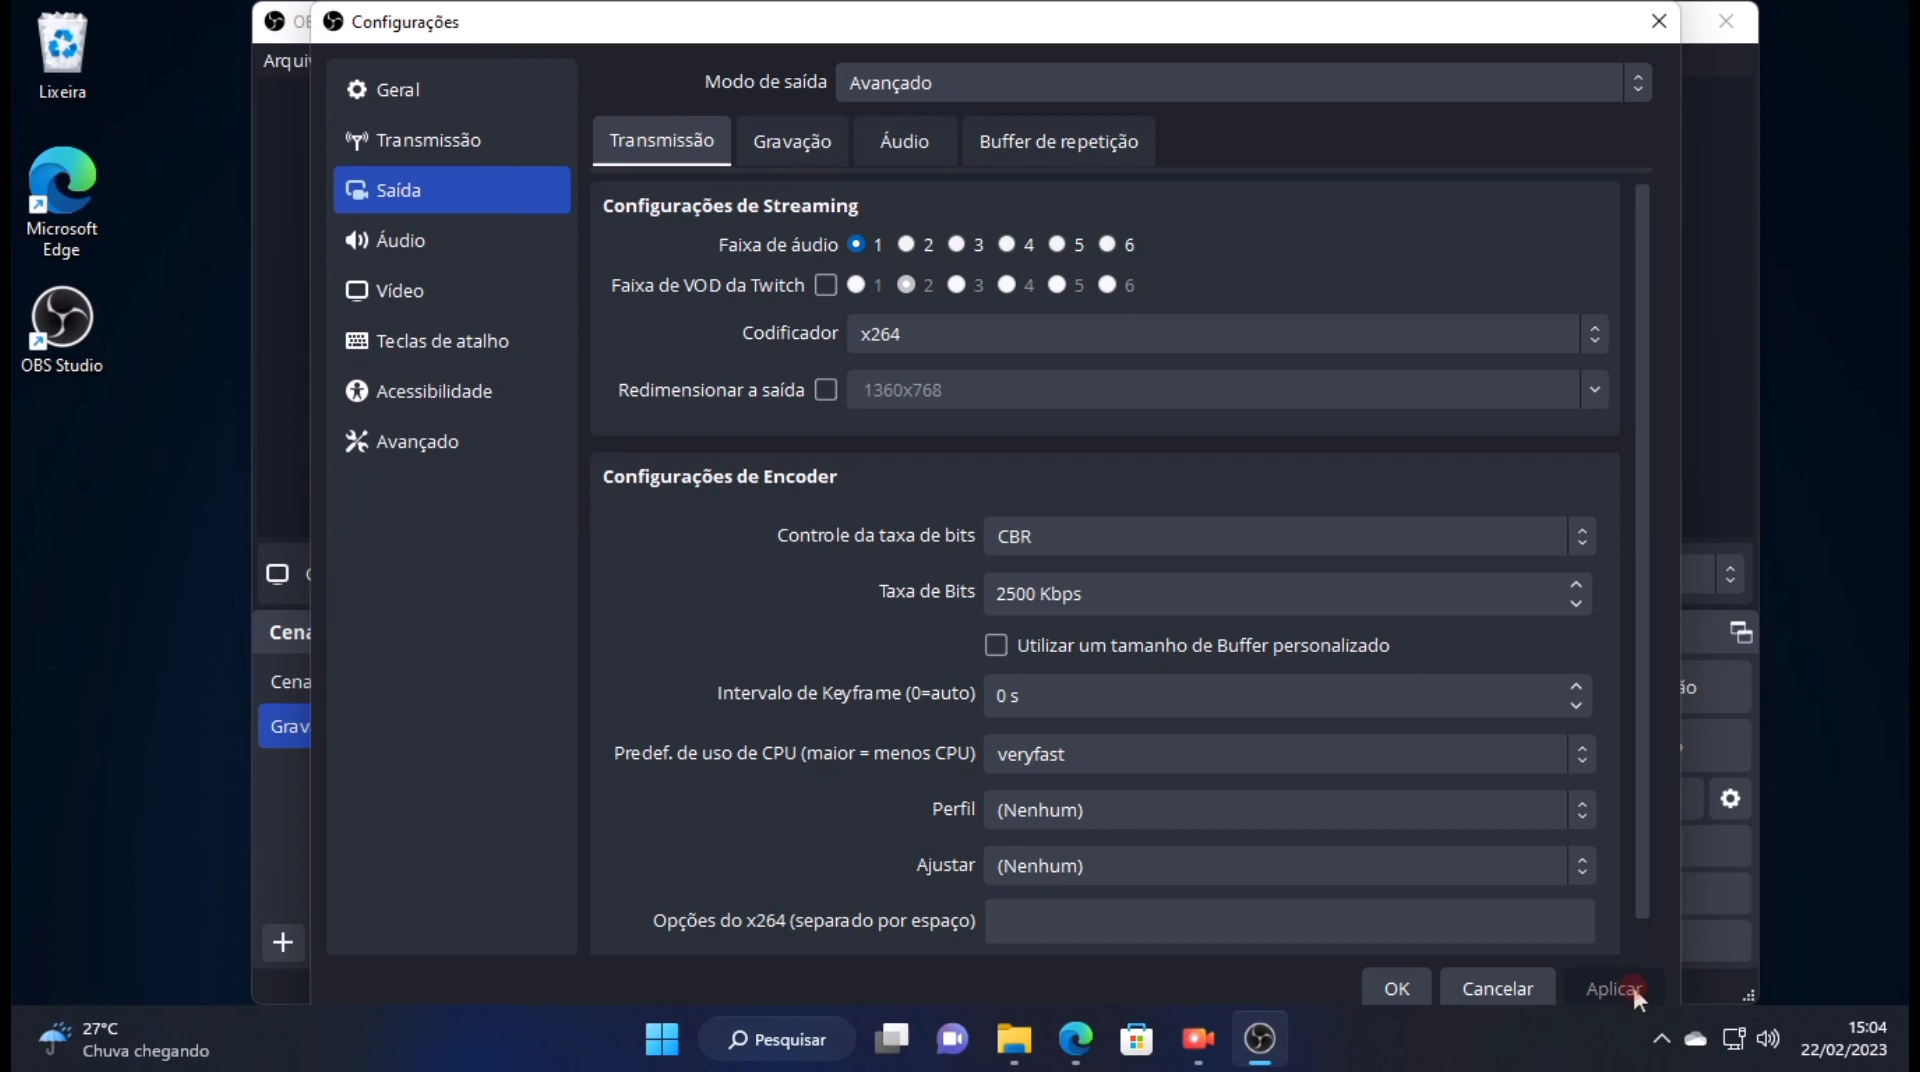 Lixeira
Microsoft
Edge
OBS Studio
Configurações
Arqui
Geral
Transmissão
Saída
Áudio
Vídeo
Teclas de atalho
Acessibilidade
Avançado
Modo de saída Avançado
Transmissão Gravação Áudio Buffer de repetição
Configurações de Streaming
Faixa de áudio 1 2 3 4 5 6
Faixa de VOD da Twitch 1 2 3 4 5 6
Codificador x264
Redimensionar a saída 1360x768
Configurações de Encoder
Controle da taxa de bits CBR
Taxa de Bits 2500 Kbps
Utilizar um tamanho de Buffer personalizado
Intervalo de Keyframe (0=auto) 0 s
Predef. de uso de CPU (maior = menos CPU) veryfast
Perfil (Nenhum)
Ajustar (Nenhum)
Opções do x264 (separado por espaço)
Cena
Cena
Grav
ão
OK Cancelar Aplicar
27°C
Chuva chegando
Pesquisar
15:04
22/02/2023